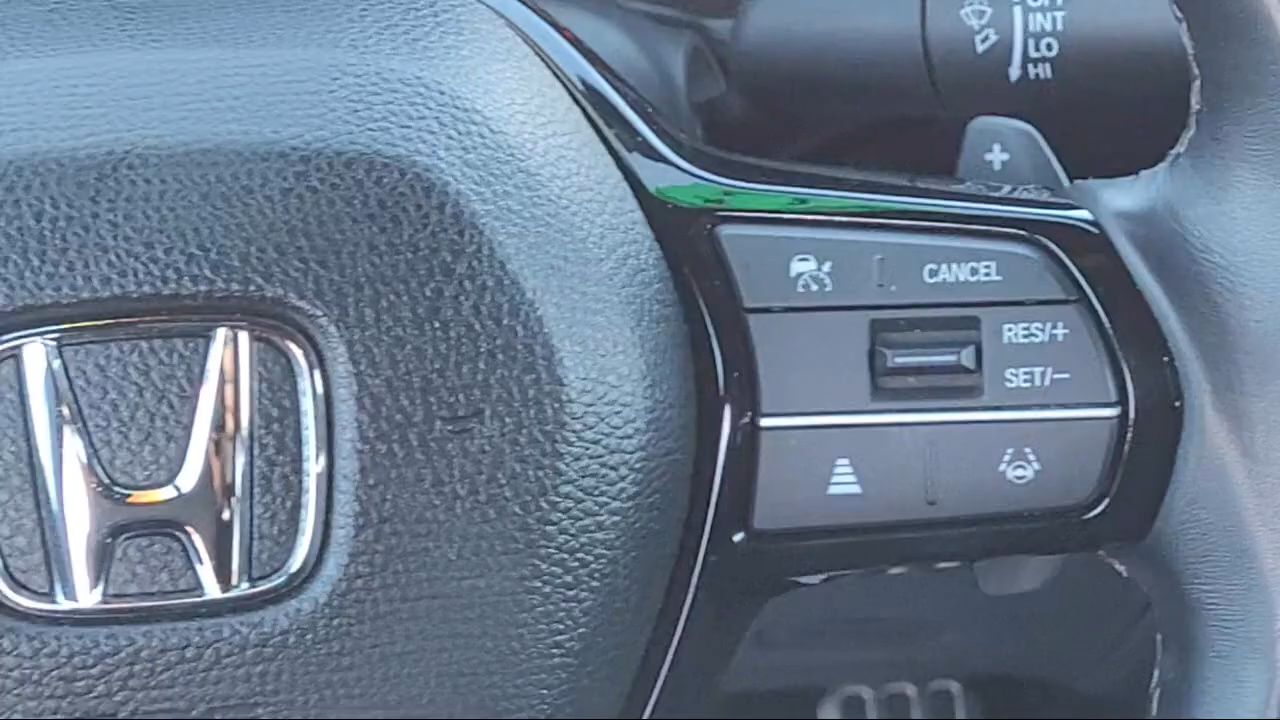 INT
LO
HI
+
CANCEL
RES/+
SET/−